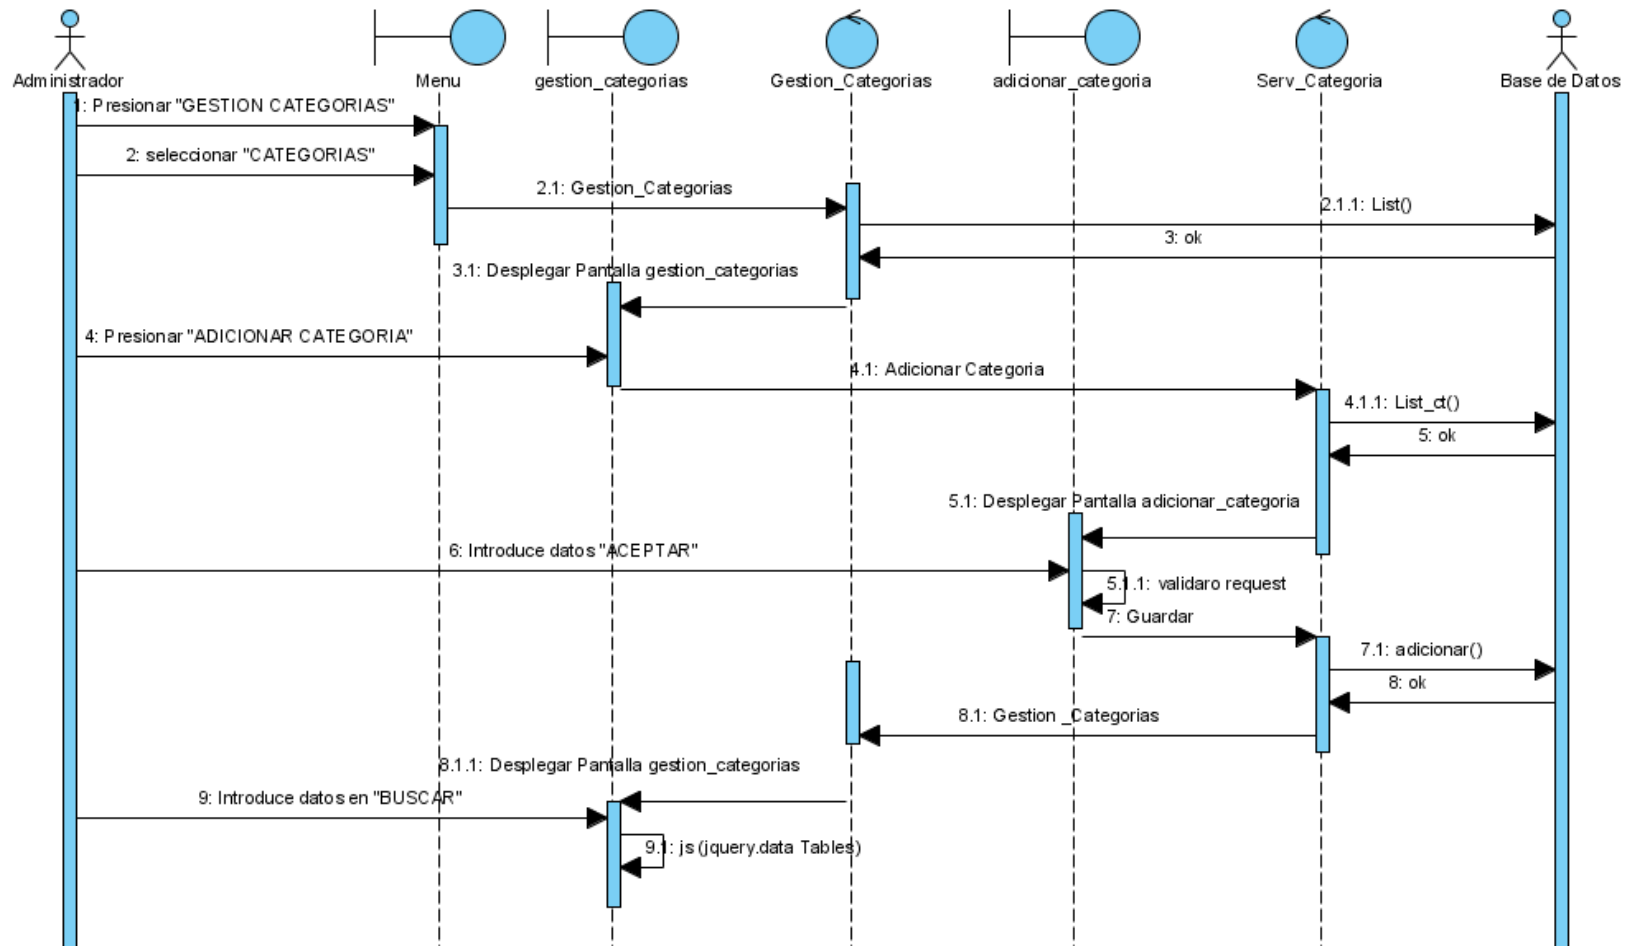 Administrador
Menu
gestion_categorias
Gestion_Categorias
adicionar_categoria
Serv_Categoria
Base de Datos
1: Presionar "GESTION CATEGORIAS"
2: seleccionar "CATEGORIAS"
2.1: Gestion_Categorias
2.1.1: List()
3: ok
3.1: Desplegar Pantalla gestion_categorias
4: Presionar "ADICIONAR CATEGORIA"
4.1: Adicionar Categoria
4.1.1: List_ct()
5: ok
5.1: Desplegar Pantalla adicionar_categoria
6: Introduce datos "ACEPTAR"
5.1.1: validaro request
7: Guardar
7.1: adicionar()
8: ok
8.1: Gestion _Categorias
8.1.1: Desplegar Pantalla gestion_categorias
9: Introduce datos en "BUSCAR"
9.1: js (jquery.data Tables)